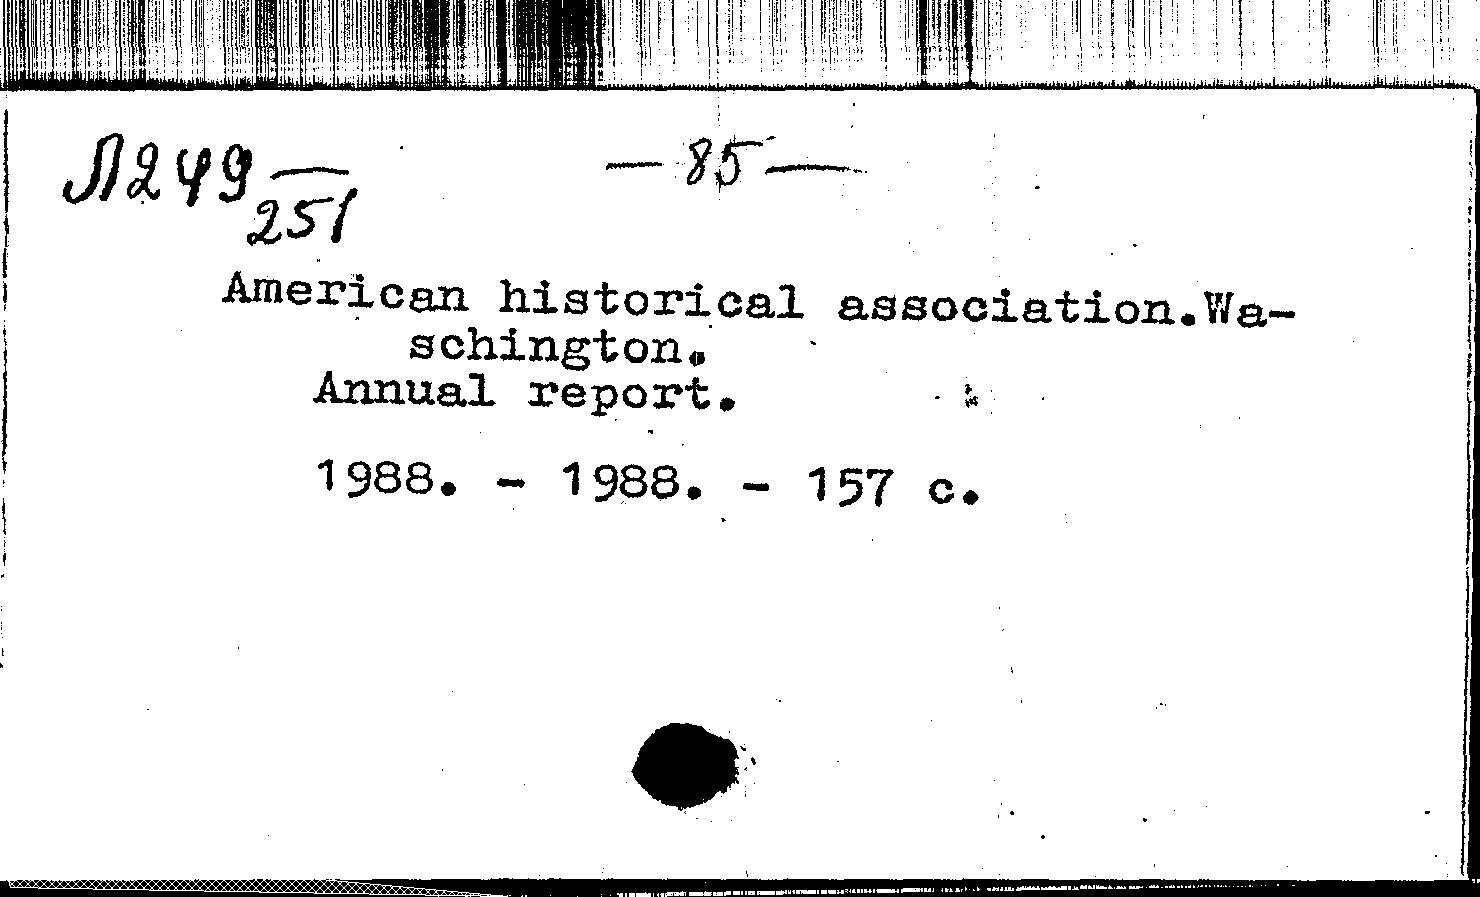 Л249 — 85 —
251
American historical association.Wa-
schington.
Annual report.
1988. - 1988. - 157 c.